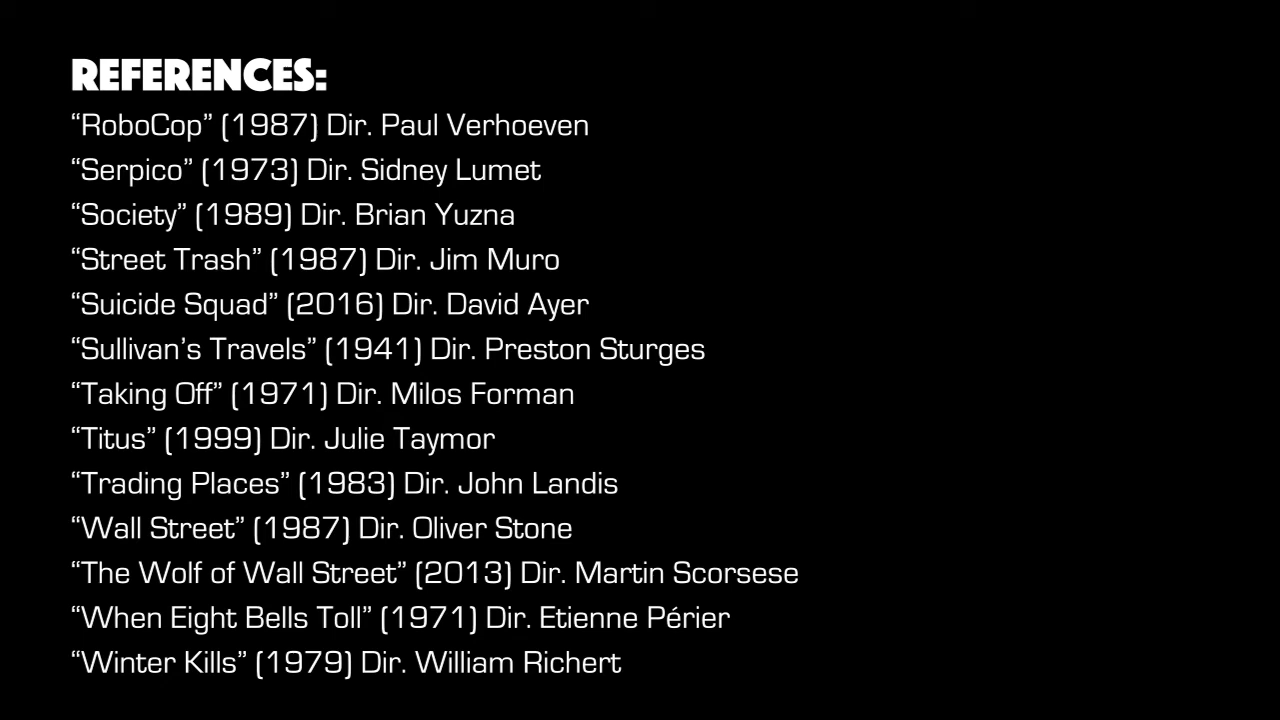 REFERENCES:
“RoboCop” (1987) Dir. Paul Verhoeven
“Serpico” (1973) Dir. Sidney Lumet
“Society” (1989) Dir. Brian Yuzna
“Street Trash” (1987) Dir. Jim Muro
“Suicide Squad” (2016) Dir. David Ayer
“Sullivan’s Travels” (1941) Dir. Preston Sturges
“Taking Off” (1971) Dir. Milos Forman
“Titus” (1999) Dir. Julie Taymor
“Trading Places” (1983) Dir. John Landis
“Wall Street” (1987) Dir. Oliver Stone
“The Wolf of Wall Street” (2013) Dir. Martin Scorsese
“When Eight Bells Toll” (1971) Dir. Etienne Périer
“Winter Kills” (1979) Dir. William Richert